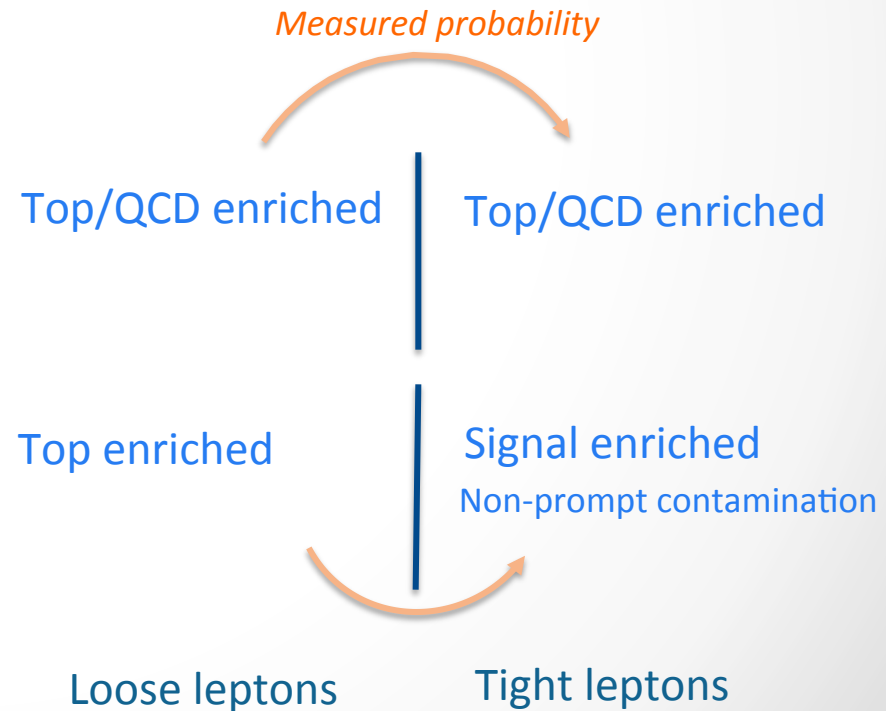 Measured probability
Top/QCD enriched
Top/QCD enriched
Top enriched
Signal enriched
Non-prompt contamination
Loose leptons
Tight leptons